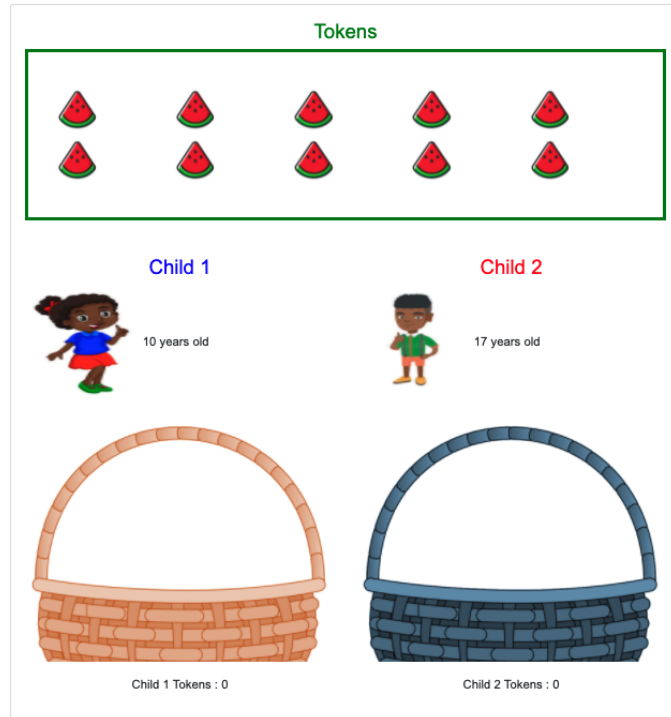 Tokens
Child 1
Child 2
10 years old
17 years old
Child 1 Tokens : 0
Child 2 Tokens : 0